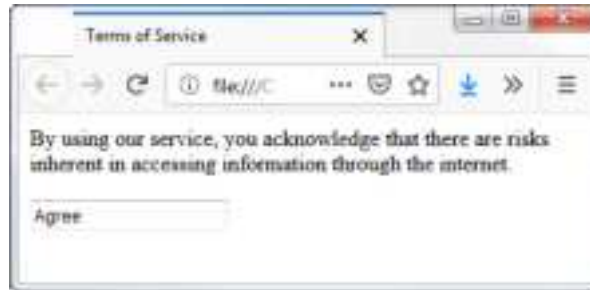 Terms of Service
file:///C
By using our service, you acknowledge that there are risks
inherent in accessing information through the internet.
Agree